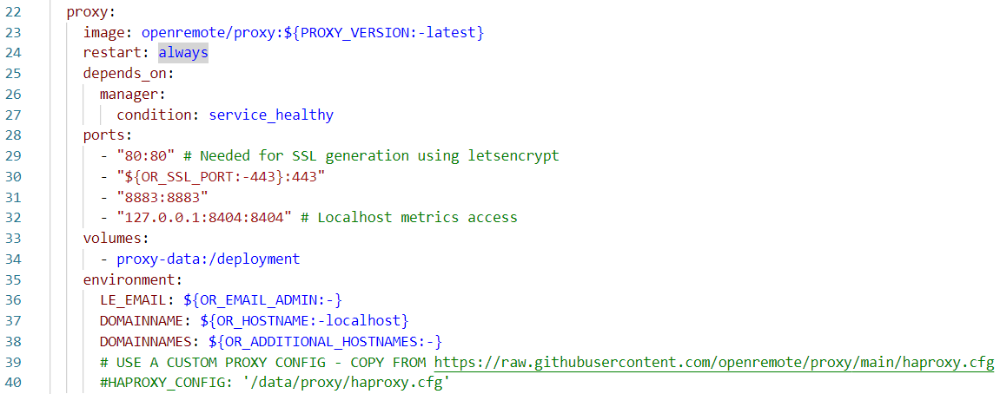 22 proxy:
23 image: openremote/proxy:${PROXY_VERSION:-latest}
24 restart: always
25 depends_on:
26 manager:
27 condition: service_healthy
28 ports:
29 - "80:80" # Needed for SSL generation using letsencrypt
30 - "${OR_SSL_PORT:-443}:443"
31 - "8883:8883"
32 - "127.0.0.1:8404:8404" # Localhost metrics access
33 volumes:
34 - proxy-data:/deployment
35 environment:
36 LE_EMAIL: ${OR_EMAIL_ADMIN:-}
37 DOMAINNAME: ${OR_HOSTNAME:-localhost}
38 DOMAINNAMES: ${OR_ADDITIONAL_HOSTNAMES:-}
39 # USE A CUSTOM PROXY CONFIG - COPY FROM https://raw.githubusercontent.com/openremote/proxy/main/haproxy.cfg
40 #HAPROXY_CONFIG: '/data/proxy/haproxy.cfg'